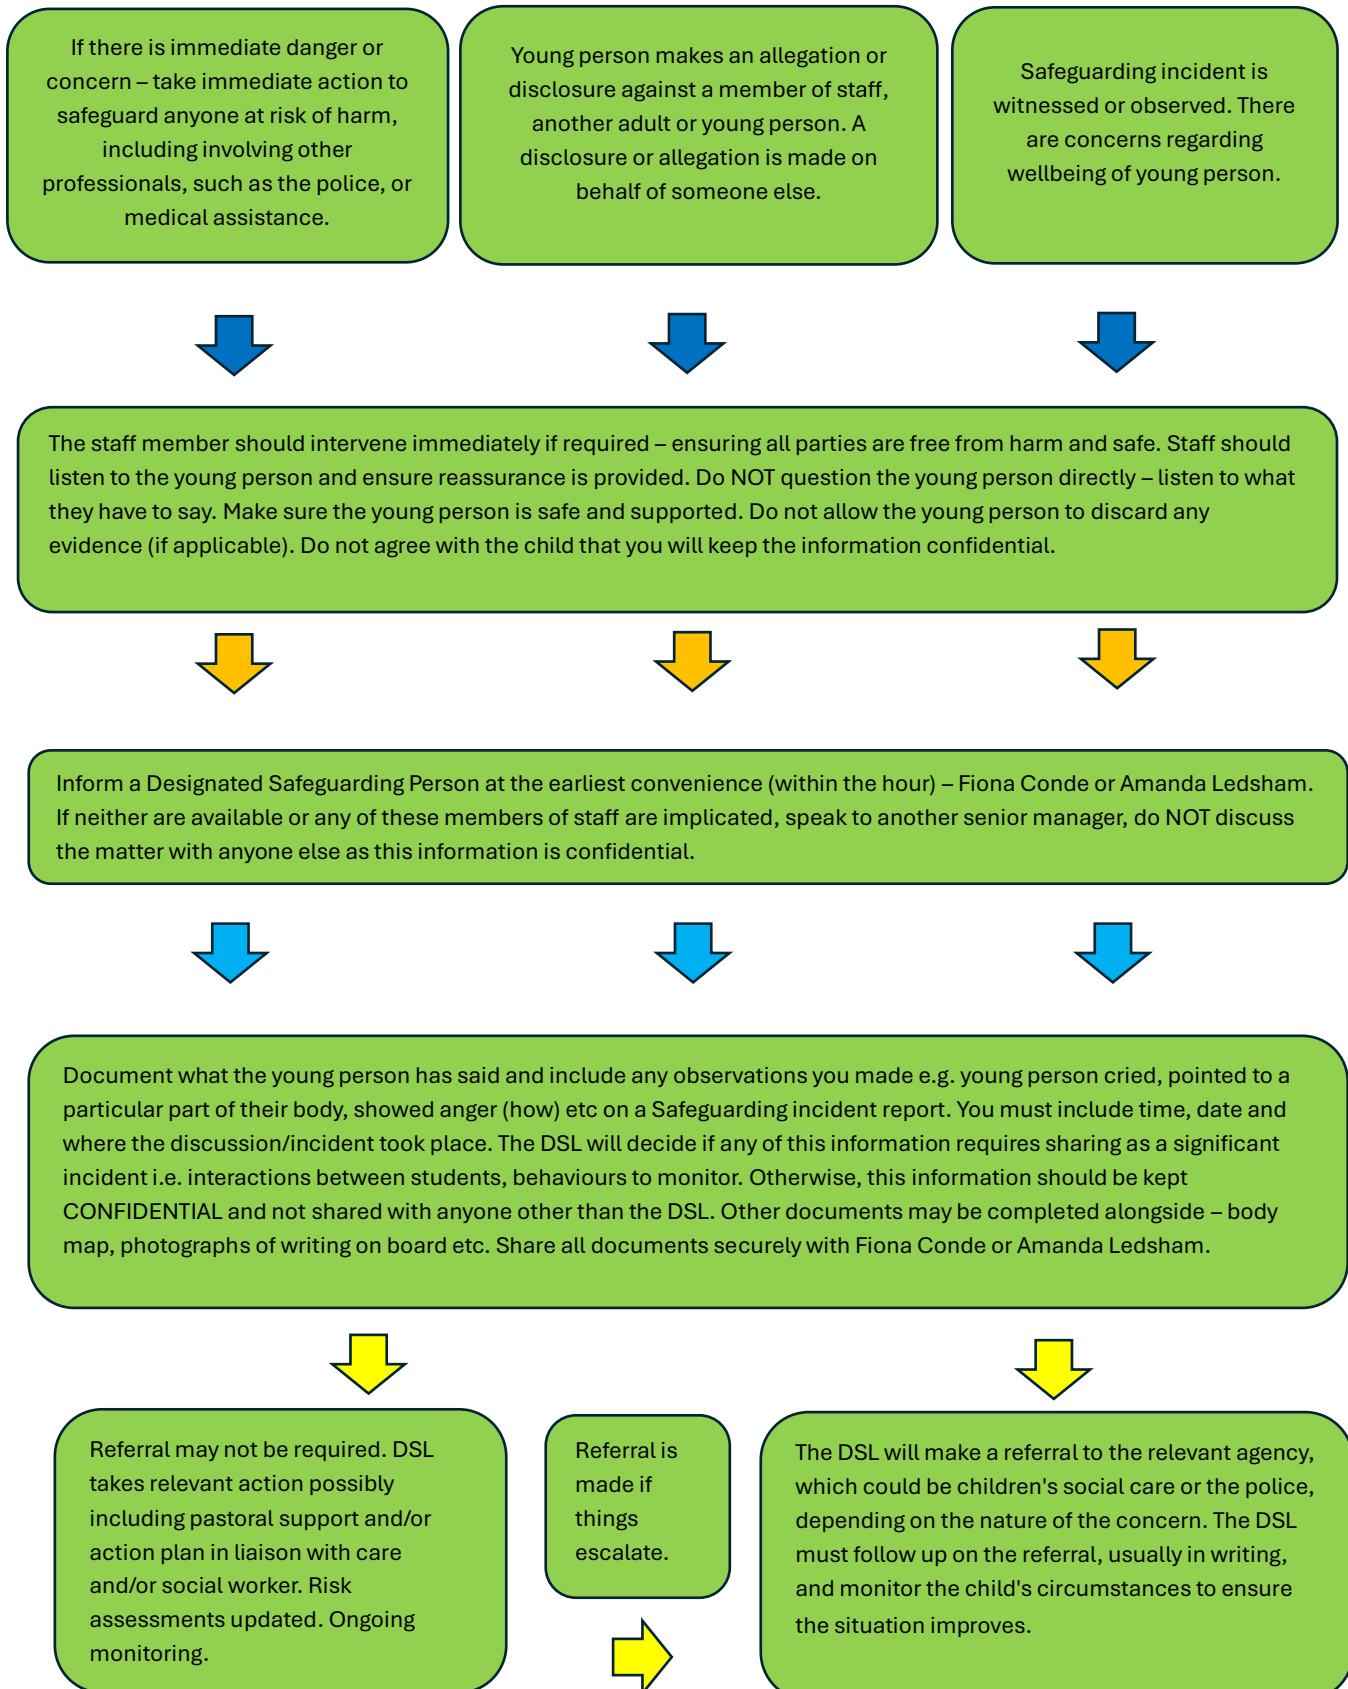 If there is immediate danger or
concern – take immediate action to
safeguard anyone at risk of harm,
including involving other
professionals, such as the police, or
medical assistance.
Young person makes an allegation or
disclosure against a member of staff,
another adult or young person. A
disclosure or allegation is made on
behalf of someone else.
Safeguarding incident is
witnessed or observed. There
are concerns regarding
wellbeing of young person.
The staff member should intervene immediately if required – ensuring all parties are free from harm and safe. Staff should
listen to the young person and ensure reassurance is provided. Do NOT question the young person directly – listen to what
they have to say. Make sure the young person is safe and supported. Do not allow the young person to discard any
evidence (if applicable). Do not agree with the child that you will keep the information confidential.
Inform a Designated Safeguarding Person at the earliest convenience (within the hour) – Fiona Conde or Amanda Ledsham.
If neither are available or any of these members of staff are implicated, speak to another senior manager, do NOT discuss
the matter with anyone else as this information is confidential.
Document what the young person has said and include any observations you made e.g. young person cried, pointed to a
particular part of their body, showed anger (how) etc on a Safeguarding incident report. You must include time, date and
where the discussion/incident took place. The DSL will decide if any of this information requires sharing as a significant
incident i.e. interactions between students, behaviours to monitor. Otherwise, this information should be kept
CONFIDENTIAL and not shared with anyone other than the DSL. Other documents may be completed alongside – body
map, photographs of writing on board etc. Share all documents securely with Fiona Conde or Amanda Ledsham.
Referral may not be required. DSL
takes relevant action possibly
including pastoral support and/or
action plan in liaison with care
and/or social worker. Risk
assessments updated. Ongoing
monitoring.
Referral is
made if
things
escalate.
The DSL will make a referral to the relevant agency,
which could be children's social care or the police,
depending on the nature of the concern. The DSL
must follow up on the referral, usually in writing,
and monitor the child's circumstances to ensure
the situation improves.